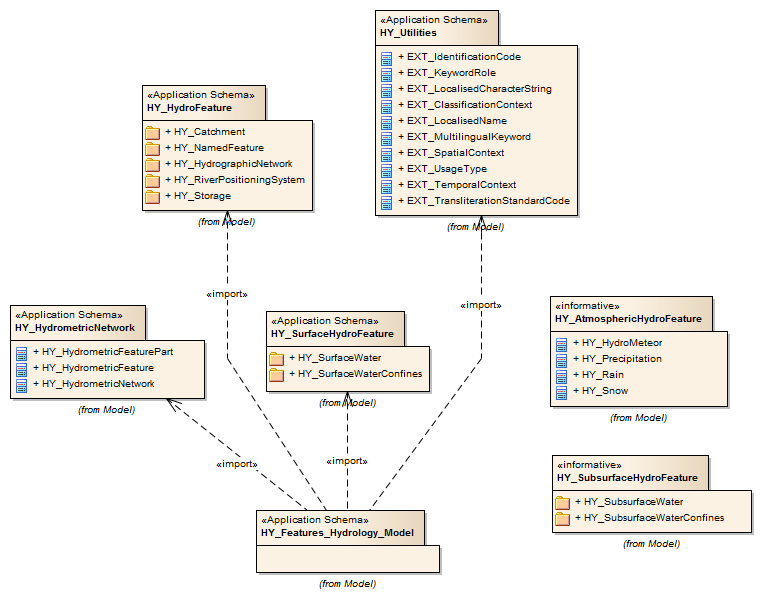 «Application Schema»
HY_Utilities
+ EXT_IdentificationCode
+ EXT_KeywordRole
+ EXT_LocalisedCharacterString
+ EXT_ClassificationContext
+ EXT_LocalisedName
+ EXT_MultilingualKeyword
+ EXT_SpatialContext
+ EXT_UsageType
+ EXT_TemporalContext
+ EXT_TransliterationStandardCode
(from Model)
«Application Schema»
HY_HydroFeature
+ HY_Catchment
+ HY_NamedFeature
+ HY_HydrographicNetwork
+ HY_RiverPositioningSystem
+ HY_Storage
(from Model)
«import»
«import»
«Application Schema»
HY_HydrometricNetwork
+ HY_HydrometricFeaturePart
+ HY_HydrometricFeature
+ HY_HydrometricNetwork
(from Model)
«Application Schema»
HY_SurfaceHydroFeature
+ HY_SurfaceWater
+ HY_SurfaceWaterConfines
(from Model)
«informative»
HY_AtmosphericHydroFeature
+ HY_HydroMeteor
+ HY_Precipitation
+ HY_Rain
+ HY_Snow
(from Model)
«import»
«import»
«informative»
HY_SubsurfaceHydroFeature
+ HY_SubsurfaceWater
+ HY_SubsurfaceWaterConfines
(from Model)
«Application Schema»
HY_Features_Hydrology_Model
(from Model)